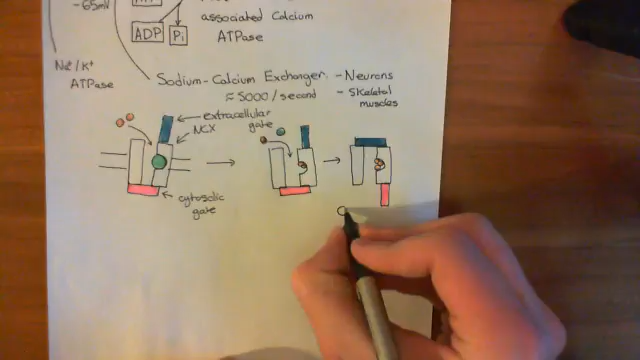 -65mV
ADP
Pi
associated Calcium
ATPase
Na⁺/K⁺
ATPase
Sodium-Calcium Exchanger
≈5000/second
-Neurons
-Skeletal
muscles
extracellular
gate
NCX
cytosolic
gate